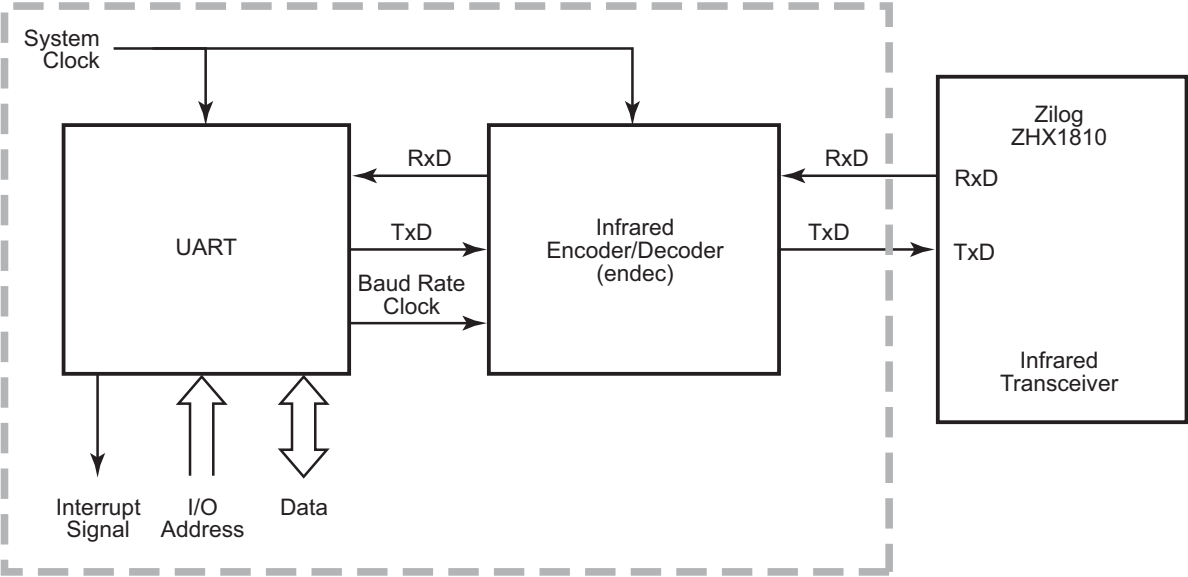 System
Clock
Zilog
ZHX1810
RxD
RxD
RxD
UART
TxD
Infrared
Encoder/Decoder
(endec)
TxD
TxD
Baud Rate
Clock
Infrared
Transceiver
Interrupt
Signal
I/O
Address
Data